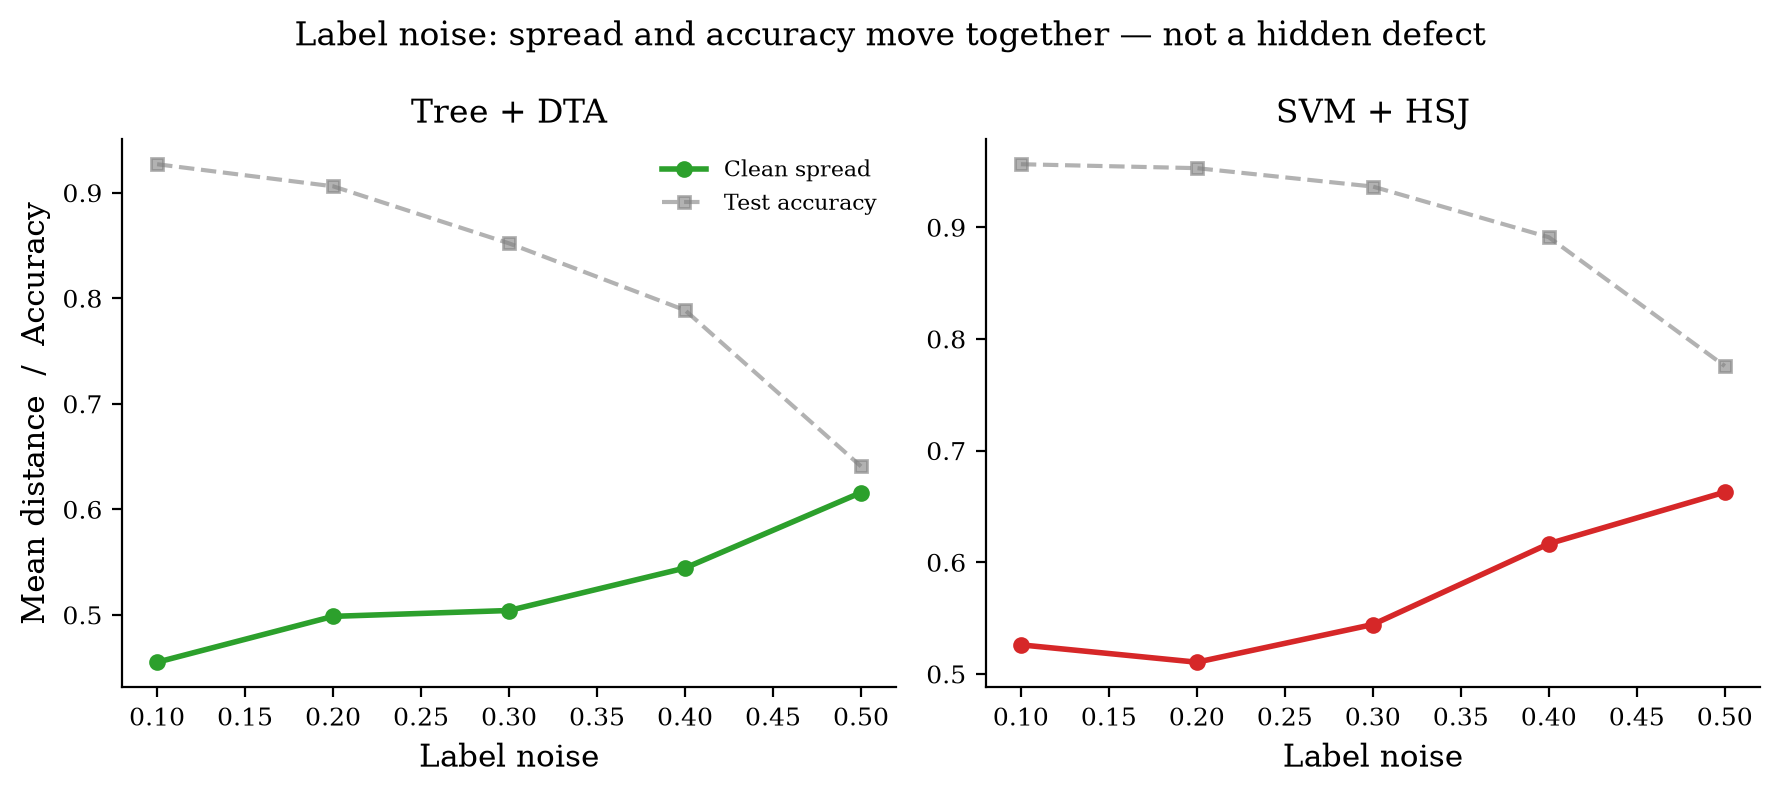 Label noise: spread and accuracy move together — not a hidden defect
Tree + DTA
Clean spread
Test accuracy
Mean distance / Accuracy
0.9
0.8
0.7
0.6
0.5
0.10 0.15 0.20 0.25 0.30 0.35 0.40 0.45 0.50
Label noise
SVM + HSJ
0.9
0.8
0.7
0.6
0.5
0.10 0.15 0.20 0.25 0.30 0.35 0.40 0.45 0.50
Label noise